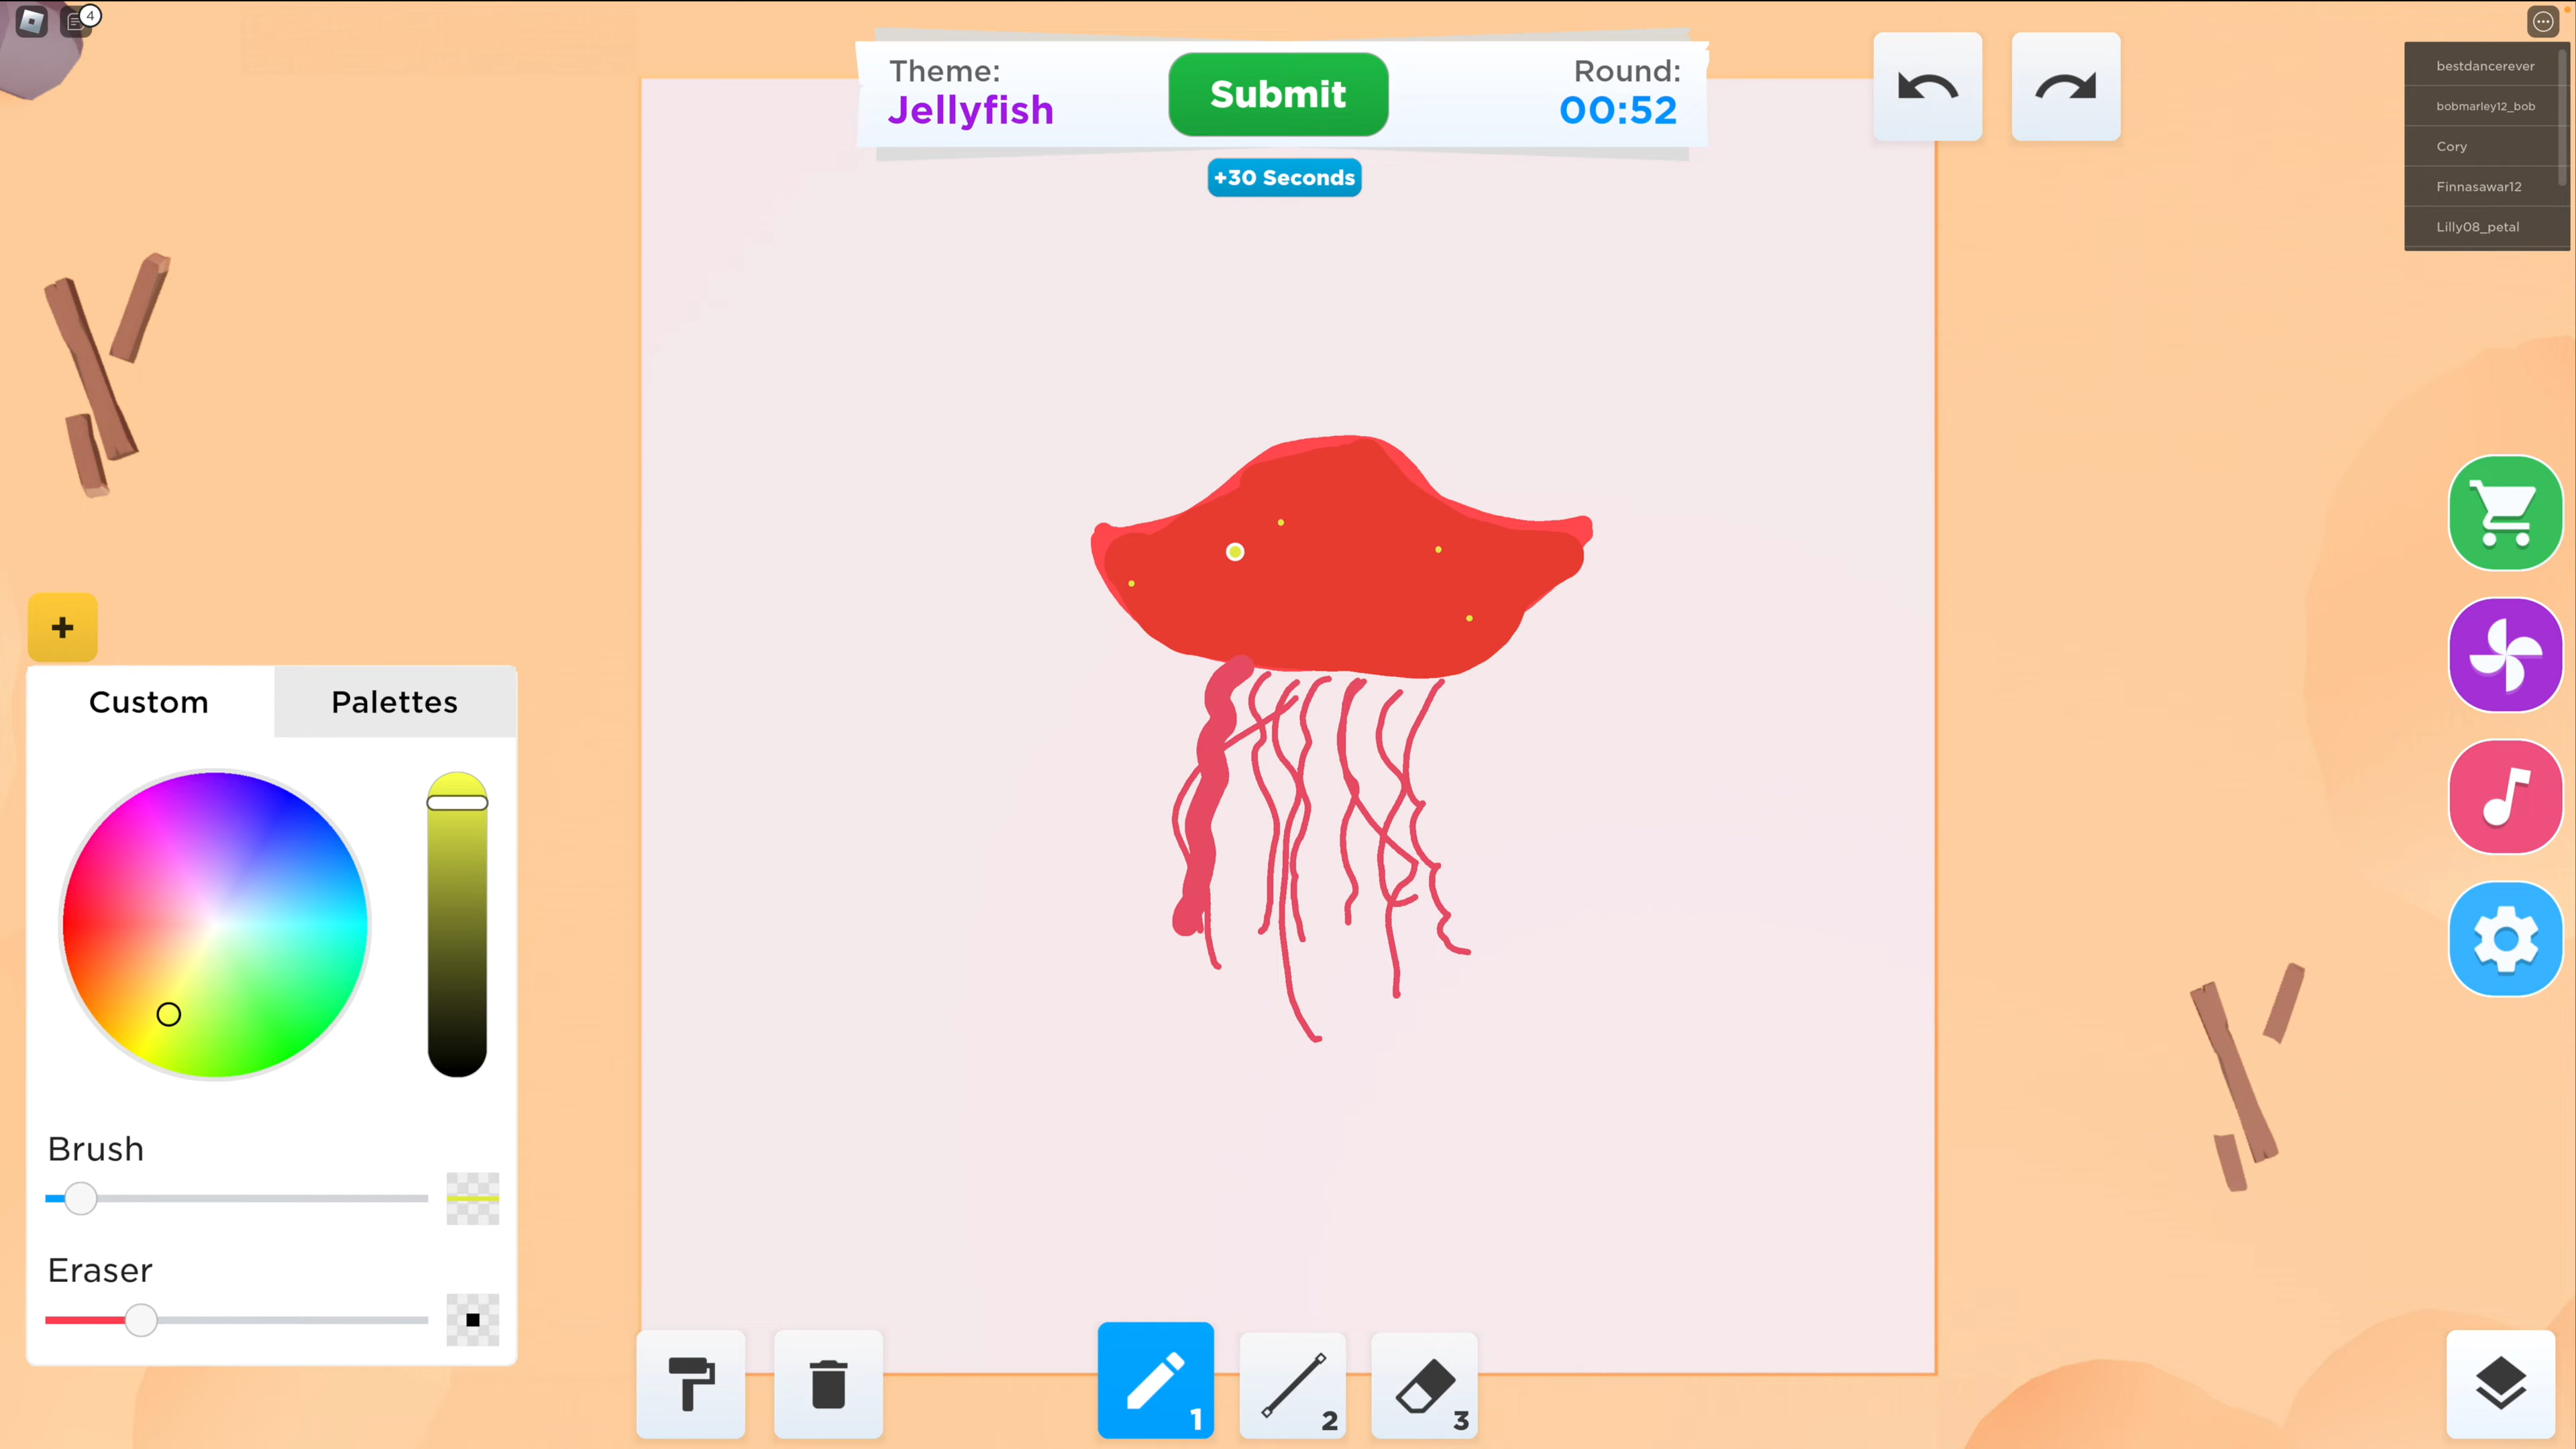 4
Theme:
Jellyfish
Submit
Round:
00:52
+30 Seconds
bestdancerever
bobmarley12_bob
Cory
Finnasawar12
Lilly08_petal
+
Custom
Palettes
Brush
Eraser
1
2
3